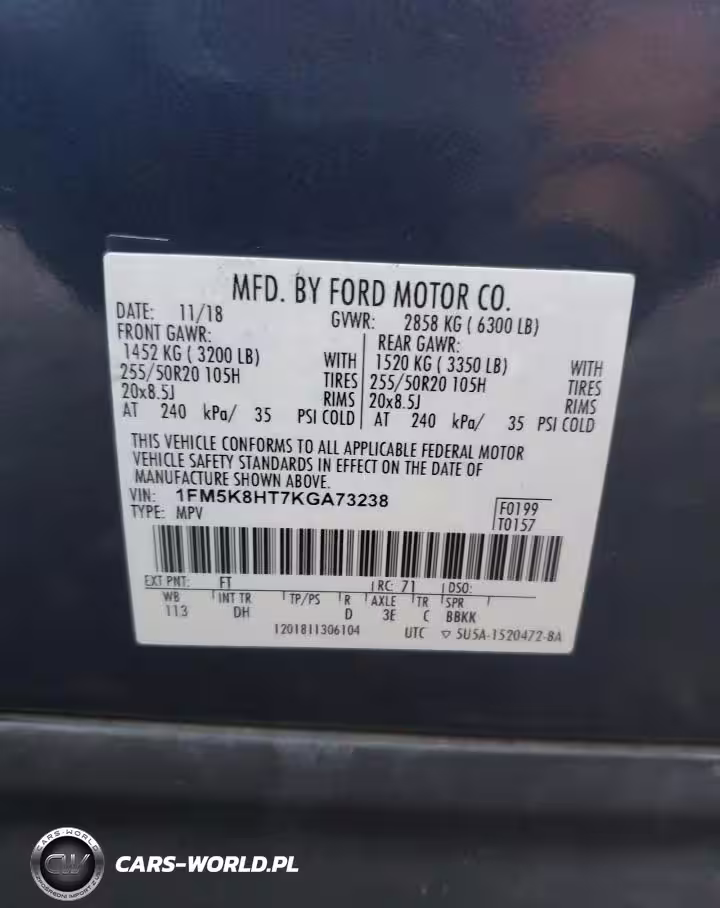 MFD. BY FORD MOTOR CO.
DATE: 11/18 GVWR: 2858 KG ( 6300 LB)
FRONT GAWR: REAR GAWR:
1452 KG ( 3200 LB) WITH 1520 KG ( 3350 LB) WITH
255/50R20 105H TIRES 255/50R20 105H TIRES
20x8.5J RIMS 20x8.5J RIMS
AT 240 kPa/ 35 PSI COLD AT 240 kPa/ 35 PSI COLD
THIS VEHICLE CONFORMS TO ALL APPLICABLE FEDERAL MOTOR
VEHICLE SAFETY STANDARDS IN EFFECT ON THE DATE OF
MANUFACTURE SHOWN ABOVE.
VIN: 1FM5K8HT7KGA73238 F0199
TYPE: MPV T0157
EXT PNT: FT RC: 71 DSO:
WB INT TR TP/PS R AXLE TR SPR
113 DH D 3E C BBKK
1201811306104 UTC ▽ 5U5A-1520472-BA
CARS-WORLD
CW
CARS-WORLD.PL